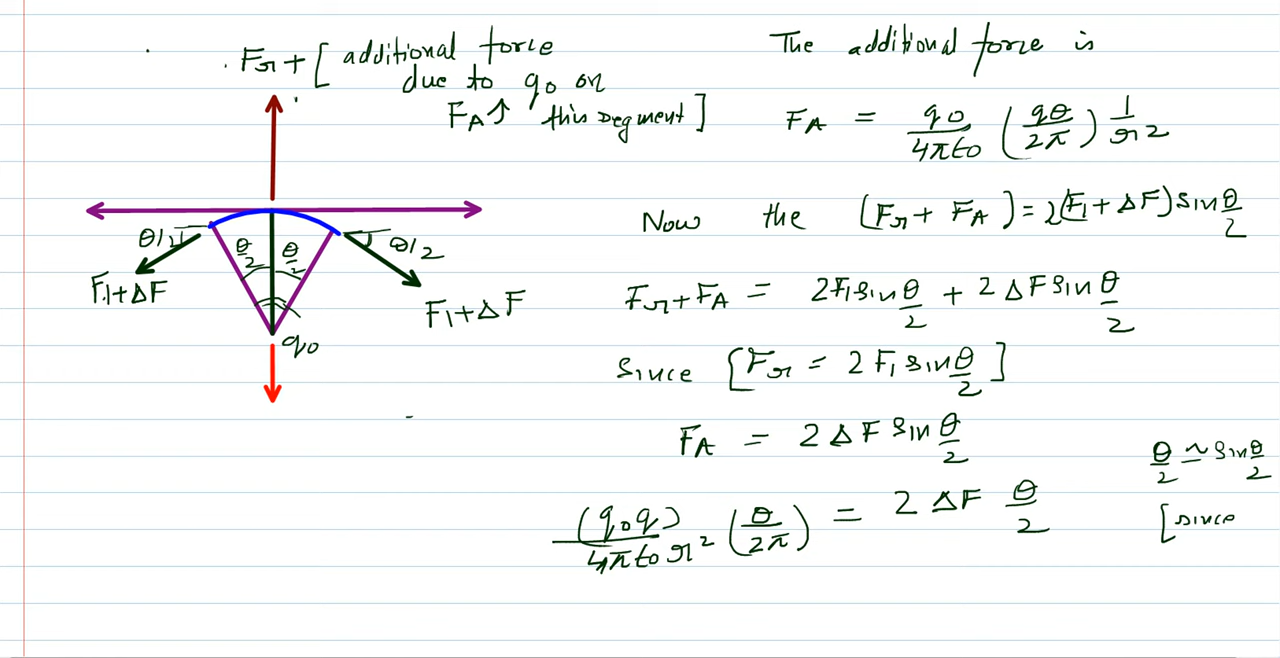 Fr + [ additional force
due to q0 on
FA↑ this segment ]
θ/2
θ/2
θ/2
θ/2
F1+ΔF
F1+ΔF
q0
The additional force is
FA = q0/4πε0 (qθ/2π) 1/r2
Now the (Fr + FA) = 2(F1+ΔF) sin θ/2
Fr+FA = 2F1 sin θ/2 + 2 ΔF sin θ/2
Since [Fr = 2 F1 sin θ/2]
FA = 2 ΔF sin θ/2
θ/2 ≃ sin θ/2
(q0q)/4πε0 r2 (θ/2π) = 2 ΔF θ/2
[since